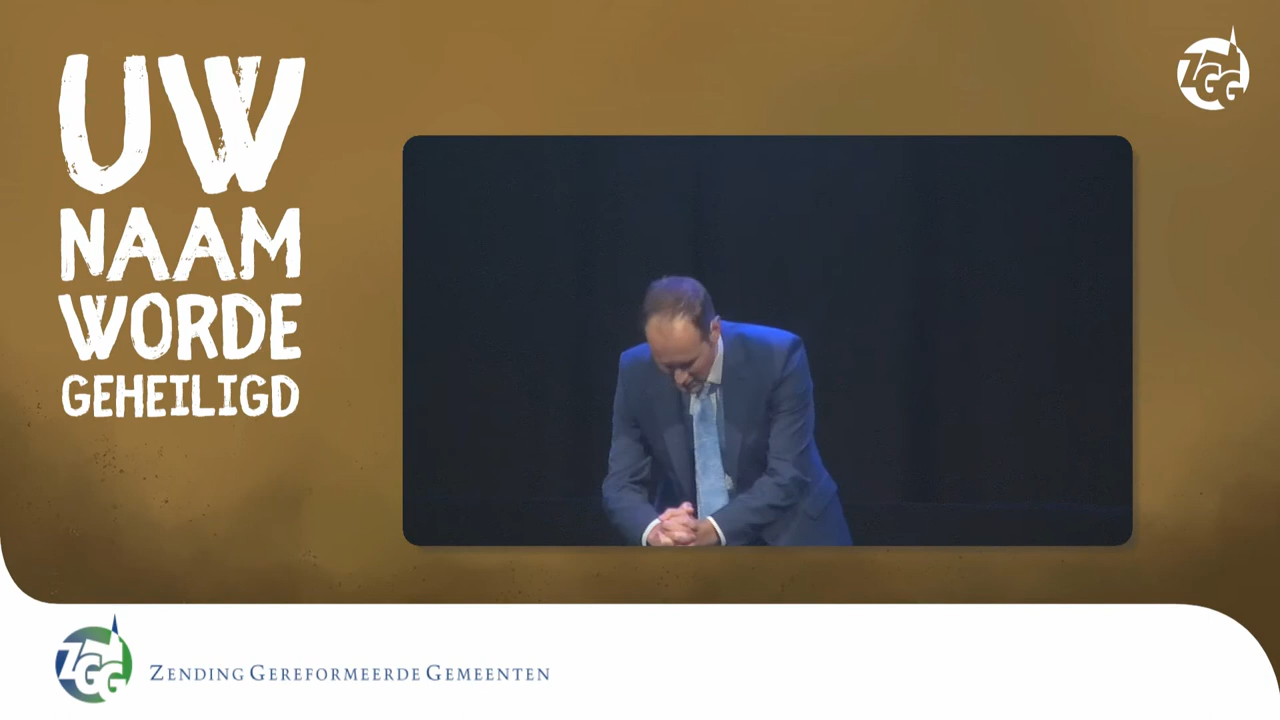 UW
NAAM
WORDE
GEHEILIGD
ZGG
ZGG
ZENDING GEREFORMEERDE GEMEENTEN